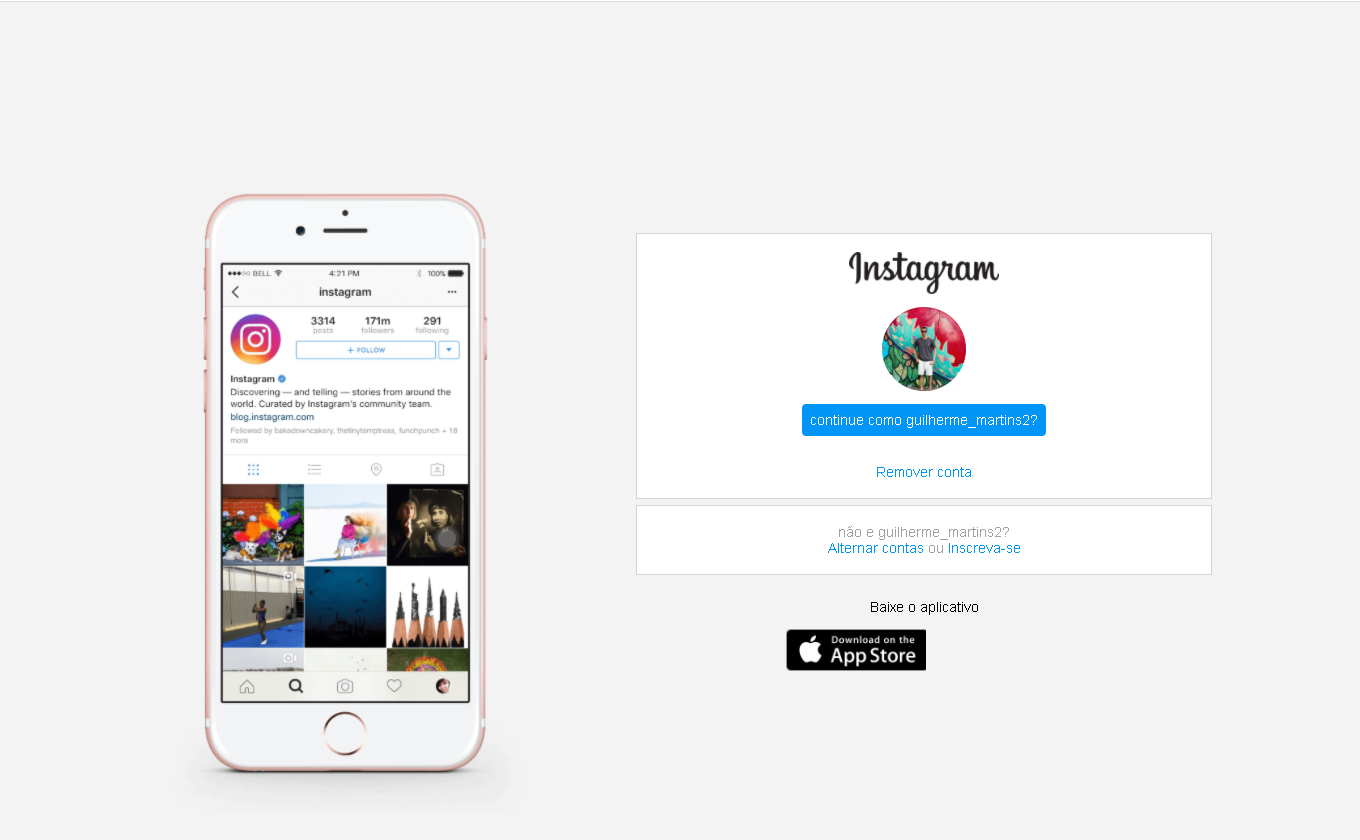 ●●●○○ BELL 4:21 PM 100%
instagram
3314 171m 291
posts followers following
+ FOLLOW
Instagram
Discovering — and telling — stories from around the
world. Curated by Instagram's community team.
blog.instagram.com
Followed by bakedowncakery, thetinytemptress, funchpunch + 18
more
Instagram
continue como guilherme_martins2?
Remover conta
não e guilherme_martins2?
Alternar contas ou Inscreva-se
Baixe o aplicativo
Download on the
App Store